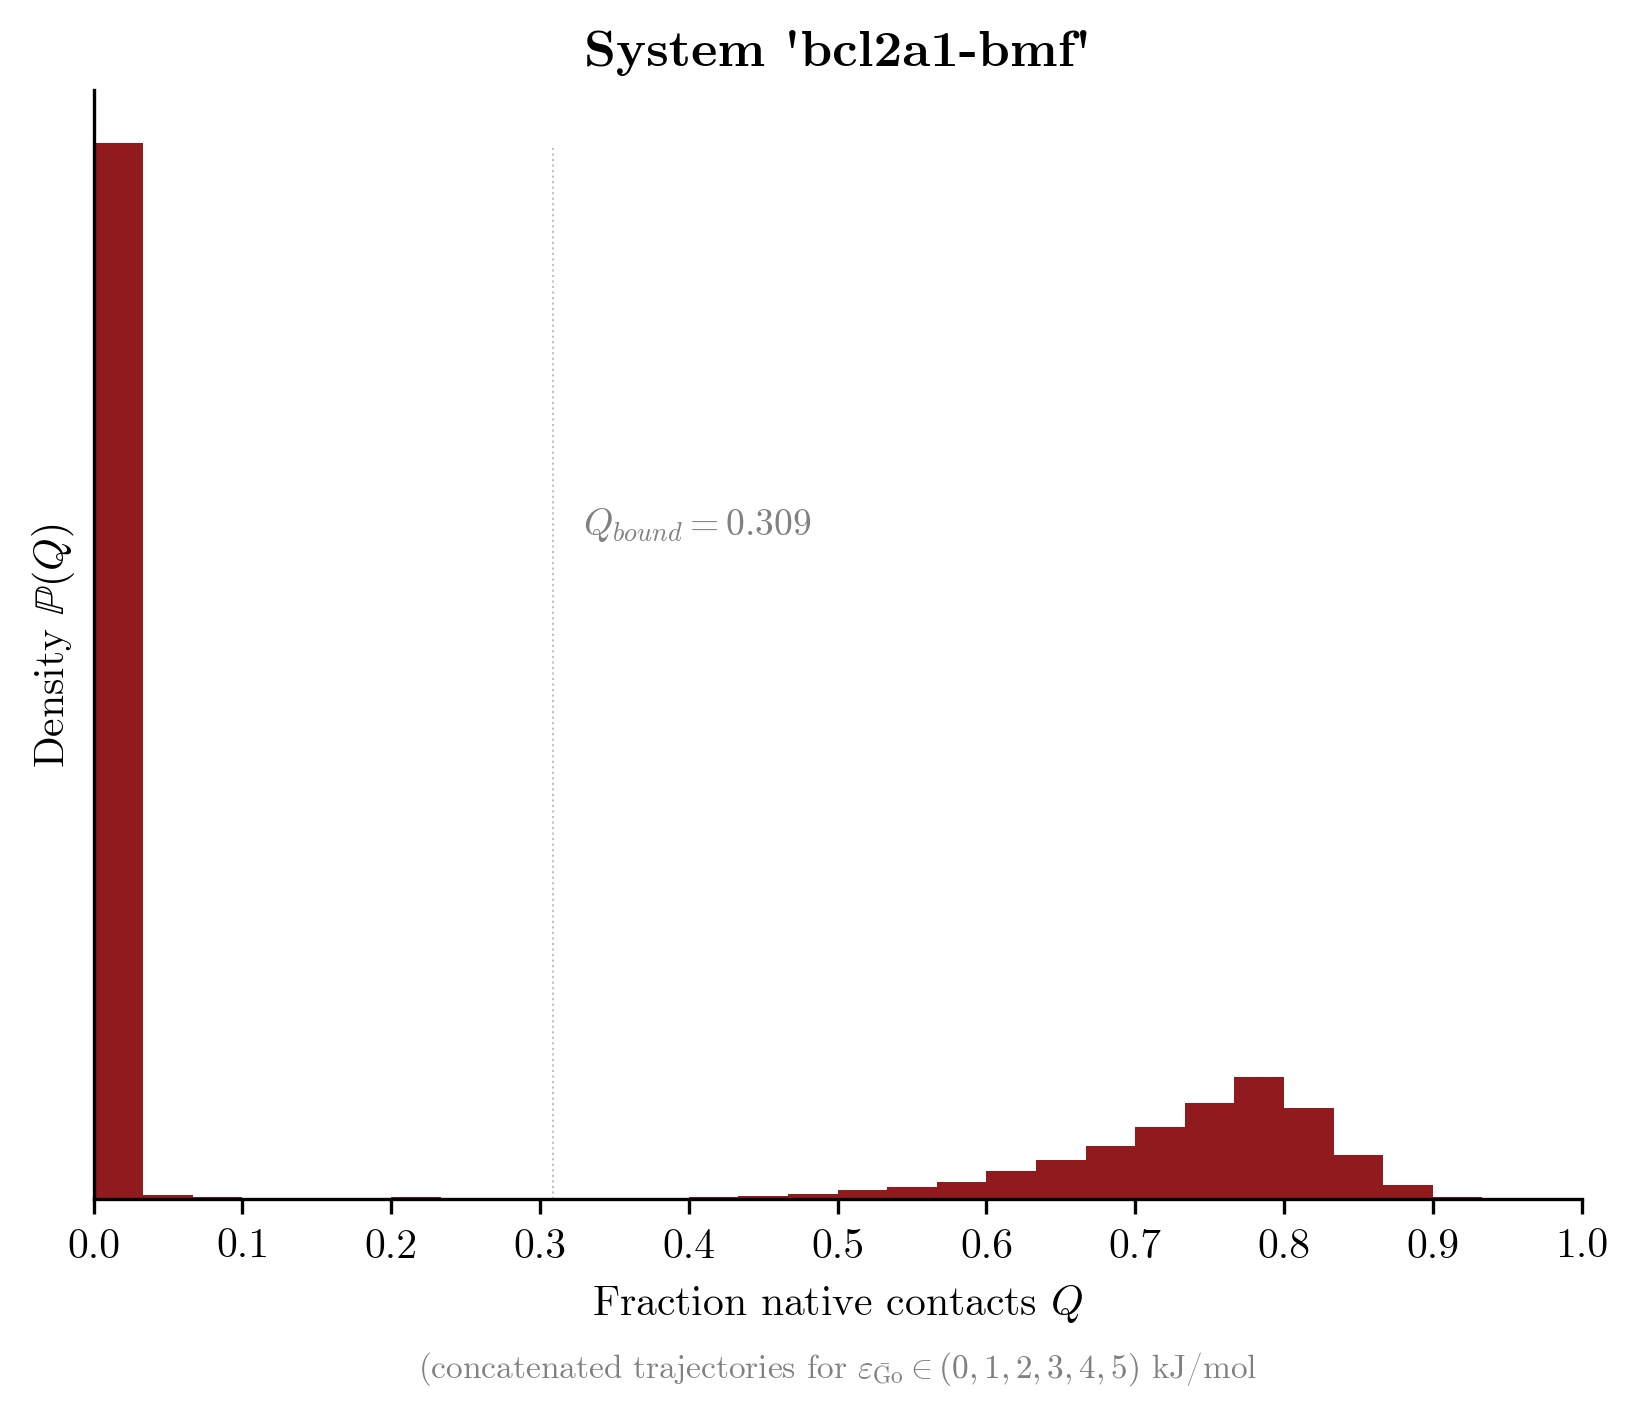 System 'bcl2a1-bmf'
Density ℙ(Q)
Q_bound = 0.309
0.0 0.1 0.2 0.3 0.4 0.5 0.6 0.7 0.8 0.9 1.0
Fraction native contacts Q
(concatenated trajectories for ε_Ḡo ∈ (0, 1, 2, 3, 4, 5) kJ/mol